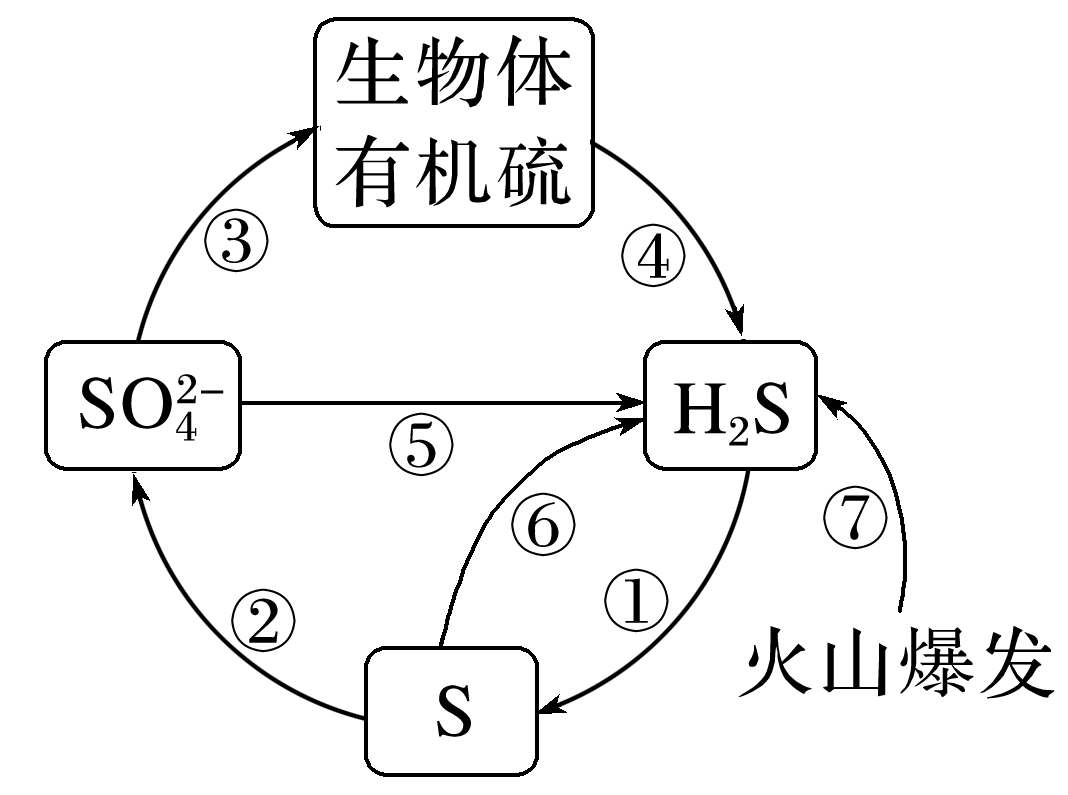 生物体
有机硫
③
④
SO₄²⁻
H₂S
⑤
⑥
⑦
②
①
S
火山爆发